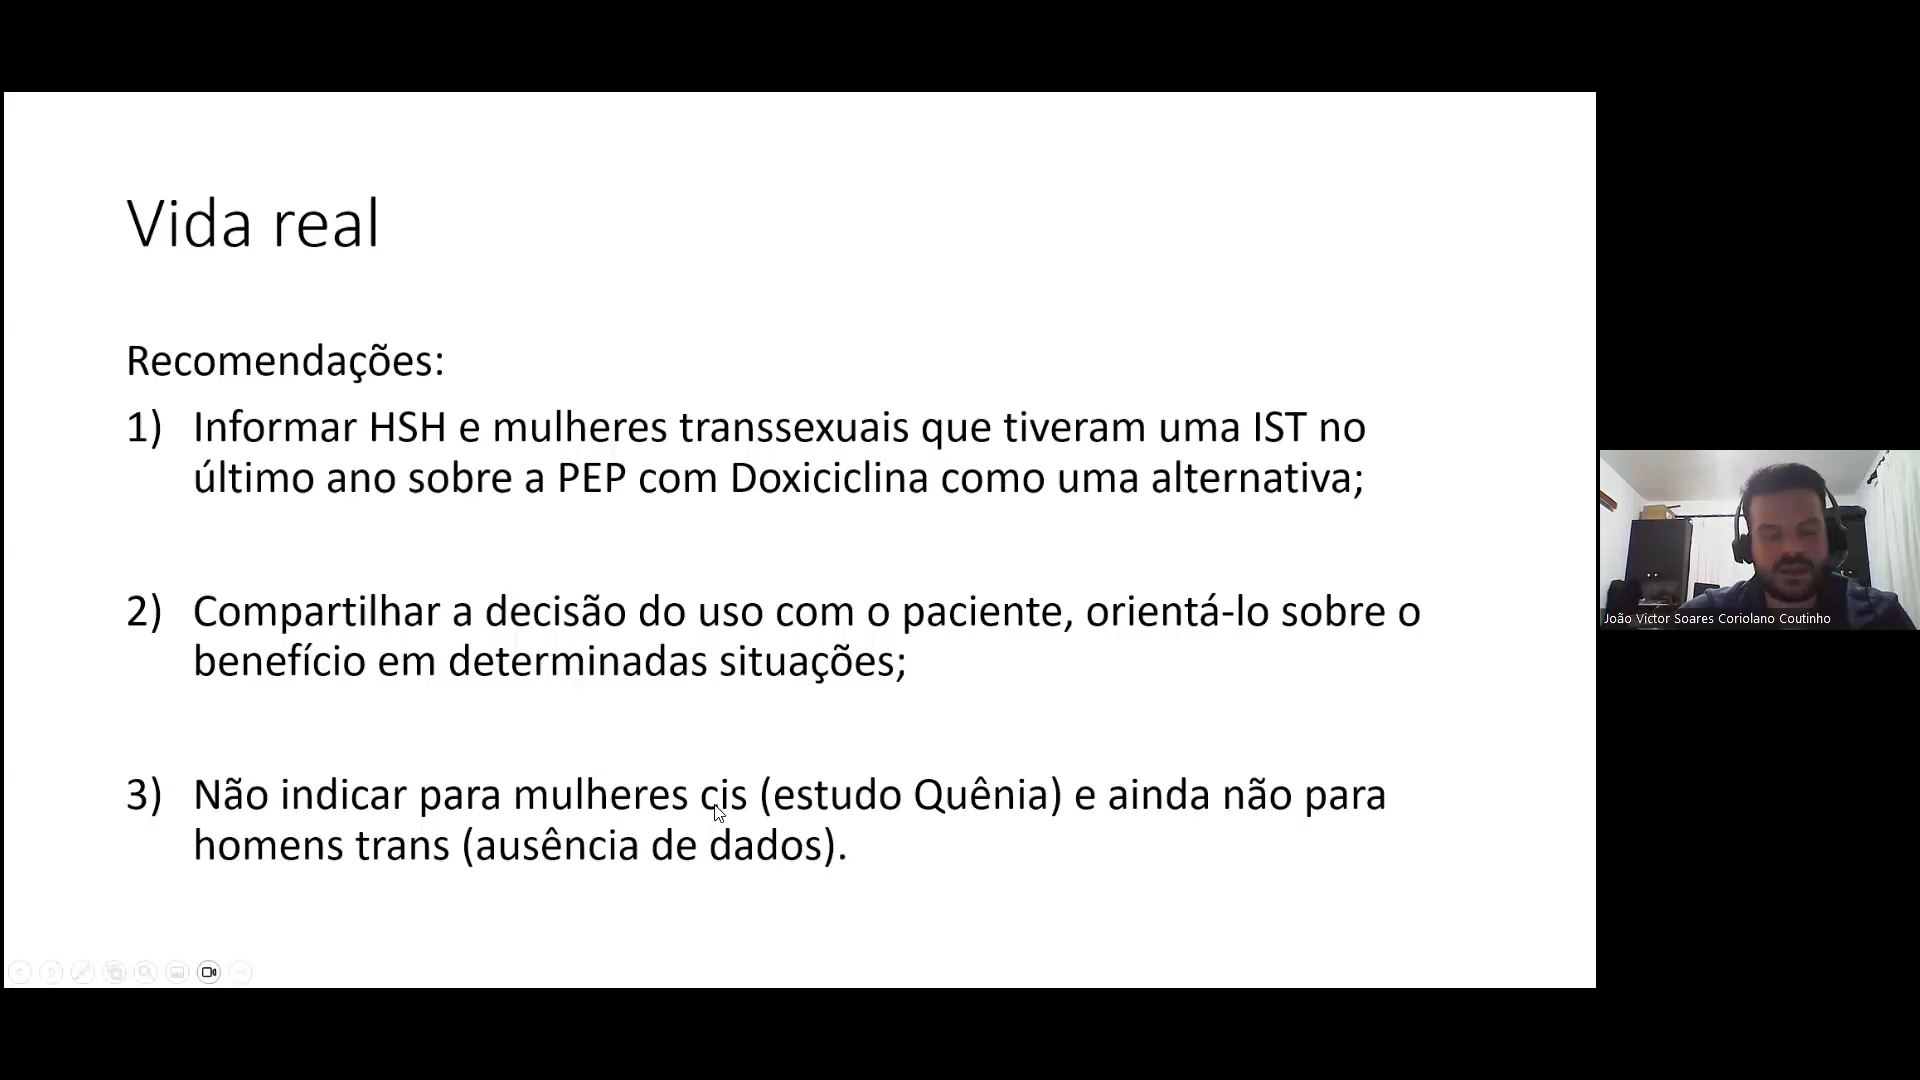 Vida real
Recomendações:
1) Informar HSH e mulheres transsexuais que tiveram uma IST no
último ano sobre a PEP com Doxiciclina como uma alternativa;
2) Compartilhar a decisão do uso com o paciente, orientá-lo sobre o
benefício em determinadas situações;
3) Não indicar para mulheres cis (estudo Quênia) e ainda não para
homens trans (ausência de dados).
João Victor Soares Coriolano Coutinho